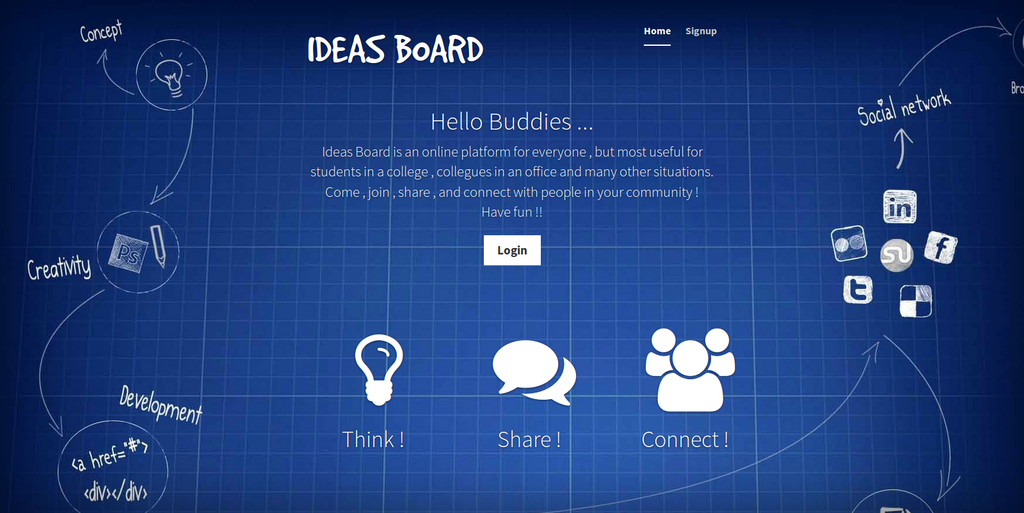 Concept
IDEAS BOARD
Home Signup
Social network
Hello Buddies ...
Ideas Board is an online platform for everyone , but most useful for
students in a college , collegues in an office and many other situations.
Come , join , share , and connect with people in your community !
Have fun !!
Login
in
Ps
Creativity
f
t
Think !
Share !
Connect !
Development
<a href="#">
<div></div>